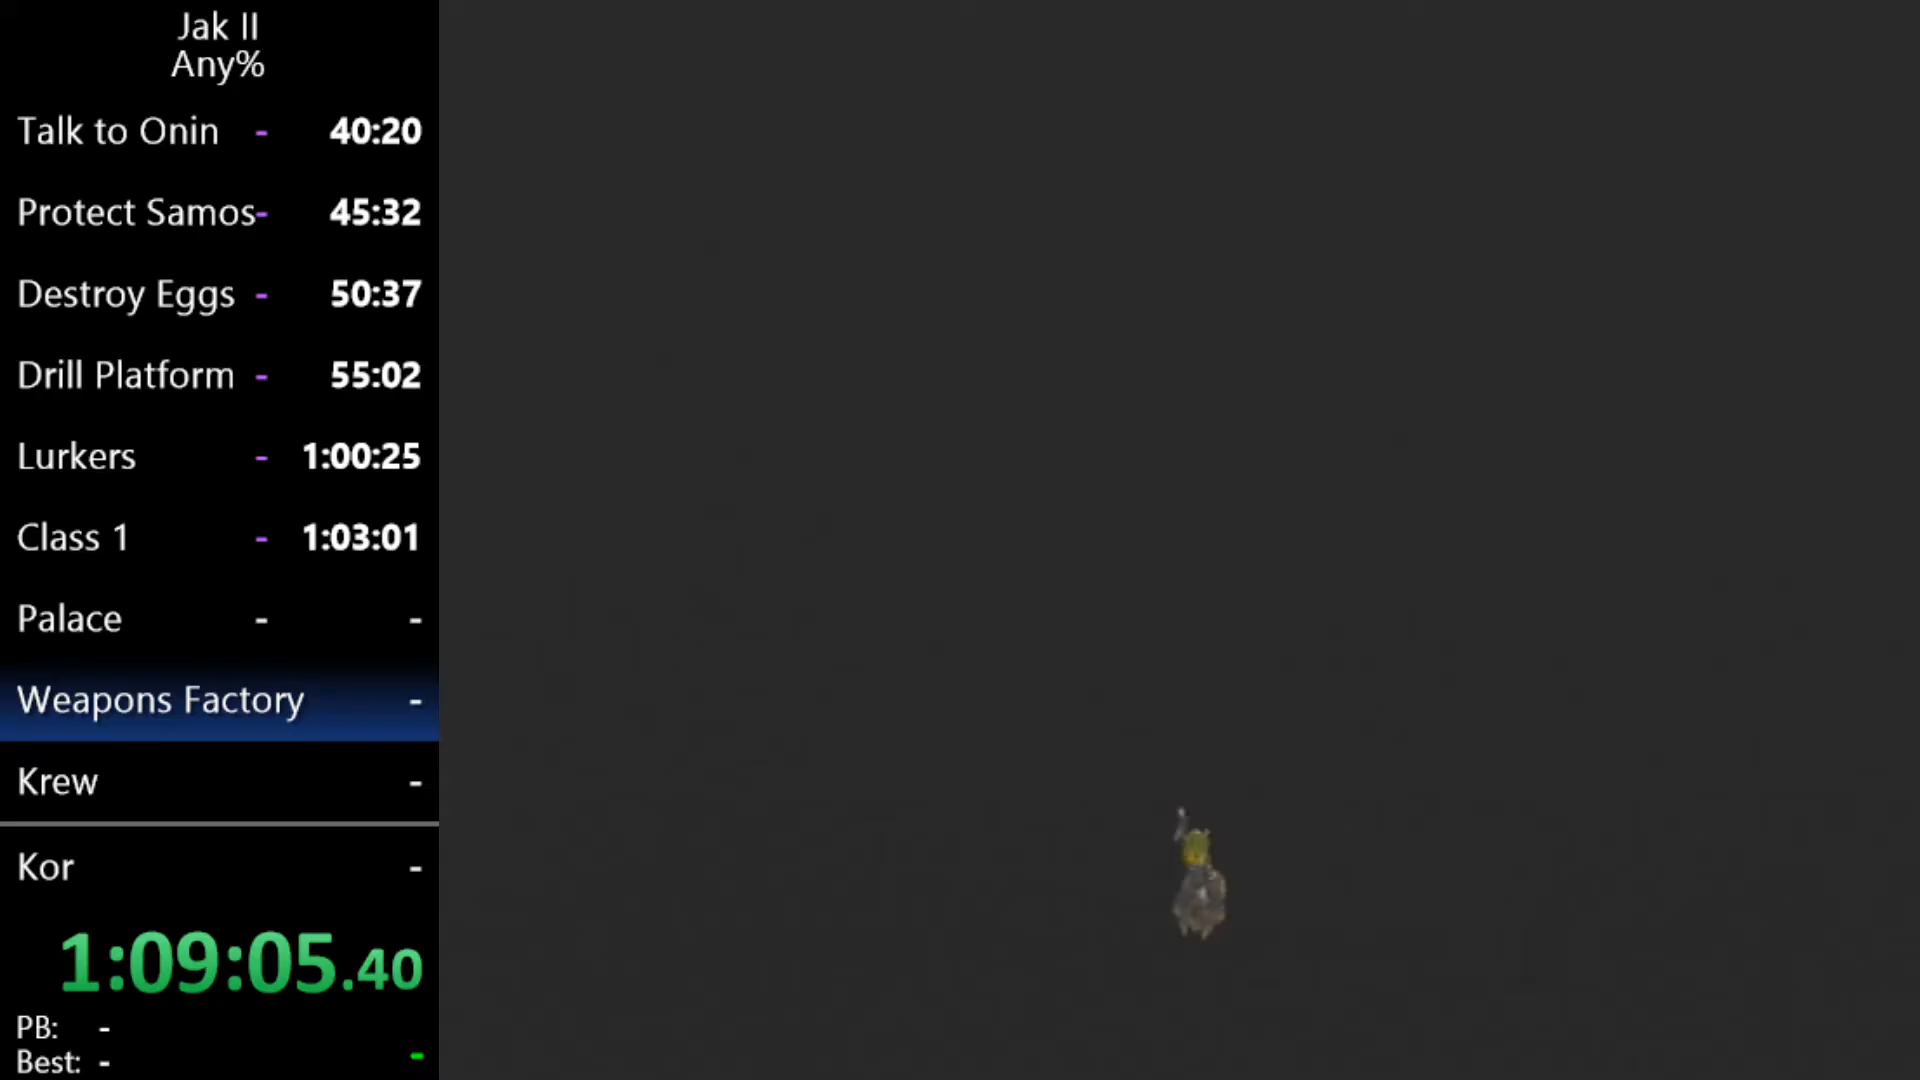 Jak II
Any%
Talk to Onin - 40:20
Protect Samos- 45:32
Destroy Eggs - 50:37
Drill Platform - 55:02
Lurkers - 1:00:25
Class 1 - 1:03:01
Palace - -
Weapons Factory -
Krew -
Kor -
1:09:05.40
PB: -
Best: - -